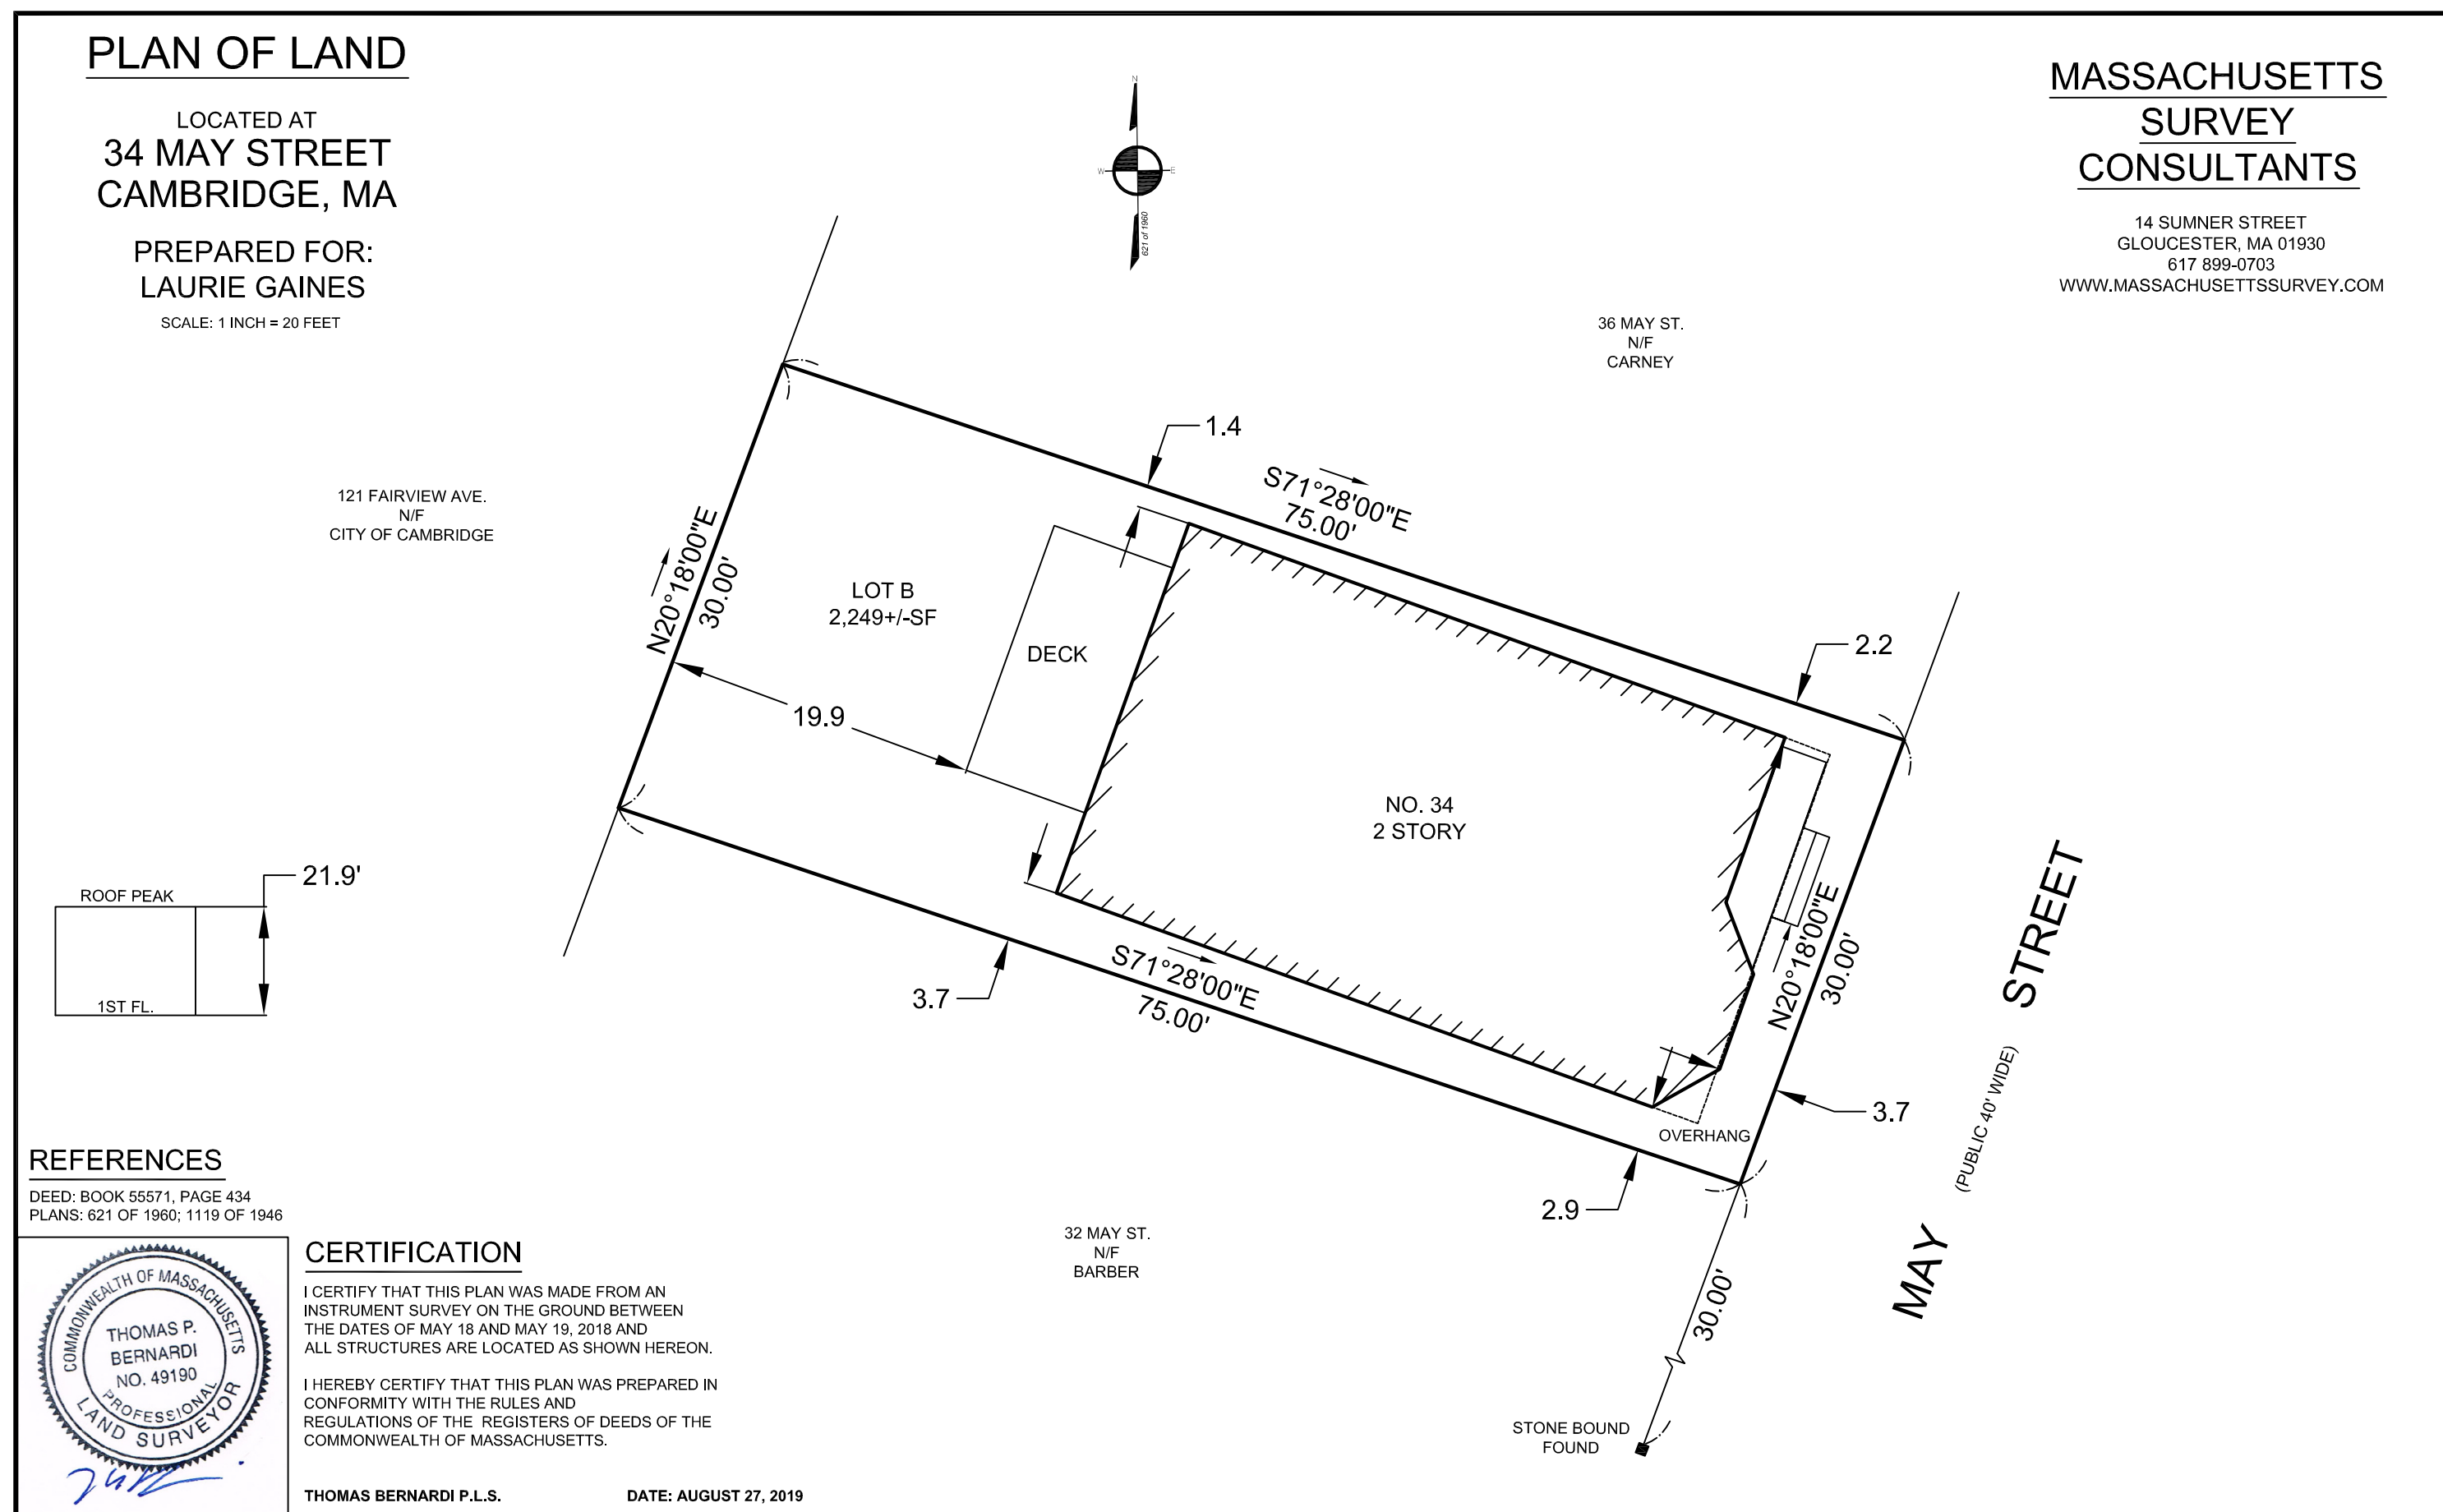 PLAN OF LAND
LOCATED AT
34 MAY STREET
CAMBRIDGE, MA
PREPARED FOR:
LAURIE GAINES
SCALE: 1 INCH = 20 FEET
N
W
E
621 of 1960
MASSACHUSETTS
SURVEY
CONSULTANTS
14 SUMNER STREET
GLOUCESTER, MA 01930
617 899-0703
WWW.MASSACHUSETTSSURVEY.COM
36 MAY ST.
N/F
CARNEY
1.4
S71°28'00"E
75.00'
121 FAIRVIEW AVE.
N/F
CITY OF CAMBRIDGE
N20°18'00"E
30.00'
LOT B
2,249+/-SF
DECK
19.9
2.2
NO. 34
2 STORY
21.9'
ROOF PEAK
1ST FL.
N20°18'00"E
30.00'
S71°28'00"E
75.00'
3.7
3.7
OVERHANG
2.9
MAY STREET
(PUBLIC 40' WIDE)
32 MAY ST.
N/F
BARBER
30.00'
STONE BOUND
FOUND
REFERENCES
DEED: BOOK 55571, PAGE 434
PLANS: 621 OF 1960; 1119 OF 1946
COMMONWEALTH OF MASSACHUSETTS
THOMAS P.
BERNARDI
NO. 49190
PROFESSIONAL
LAND SURVEYOR
CERTIFICATION
I CERTIFY THAT THIS PLAN WAS MADE FROM AN
INSTRUMENT SURVEY ON THE GROUND BETWEEN
THE DATES OF MAY 18 AND MAY 19, 2018 AND
ALL STRUCTURES ARE LOCATED AS SHOWN HEREON.
I HEREBY CERTIFY THAT THIS PLAN WAS PREPARED IN
CONFORMITY WITH THE RULES AND
REGULATIONS OF THE REGISTERS OF DEEDS OF THE
COMMONWEALTH OF MASSACHUSETTS.
THOMAS BERNARDI P.L.S.
DATE: AUGUST 27, 2019